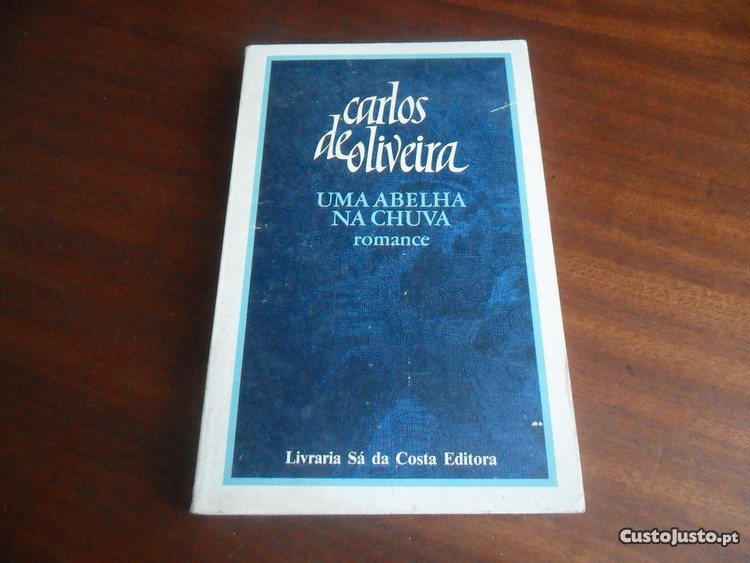 carlos
de oliveira
UMA ABELHA
NA CHUVA
romance
Livraria Sá da Costa Editora
CustoJusto.pt